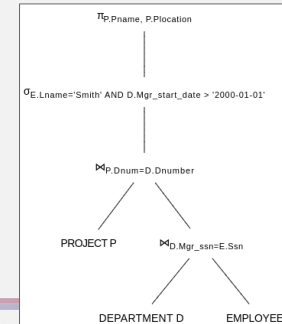 πP.Pname, P.Plocation
σE.Lname='Smith' AND D.Mgr_start_date > '2000-01-01'
⋈P.Dnum=D.Dnumber
PROJECT P ⋈D.Mgr_ssn=E.Ssn
DEPARTMENT D EMPLOYEE